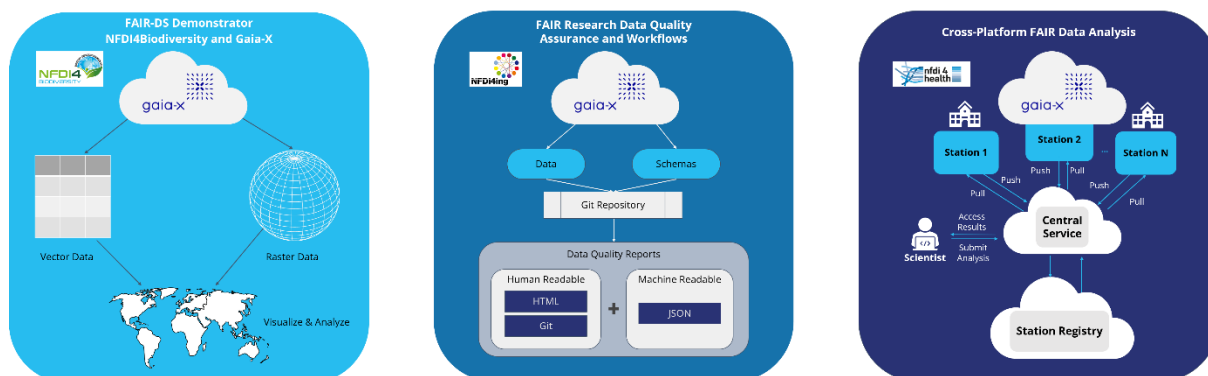 FAIR-DS Demonstrator
NFDI4Biodiversity and Gaia-X
NFDI4
BIODIVERSITY
gaia-x
Vector Data
Raster Data
Visualize & Analyze
FAIR Research Data Quality
Assurance and Workflows
NFDI4ing
gaia-x
Data
Schemas
Git Repository
Data Quality Reports
Human Readable
HTML
Git
+
Machine Readable
JSON
Cross-Platform FAIR Data Analysis
nfdi 4
health
gaia-x
Station 1
Station 2
...
Station N
Push
Pull
Push
Pull
Push
Pull
Access
Results
Submit
Analysis
Scientist
Central
Service
Station Registry